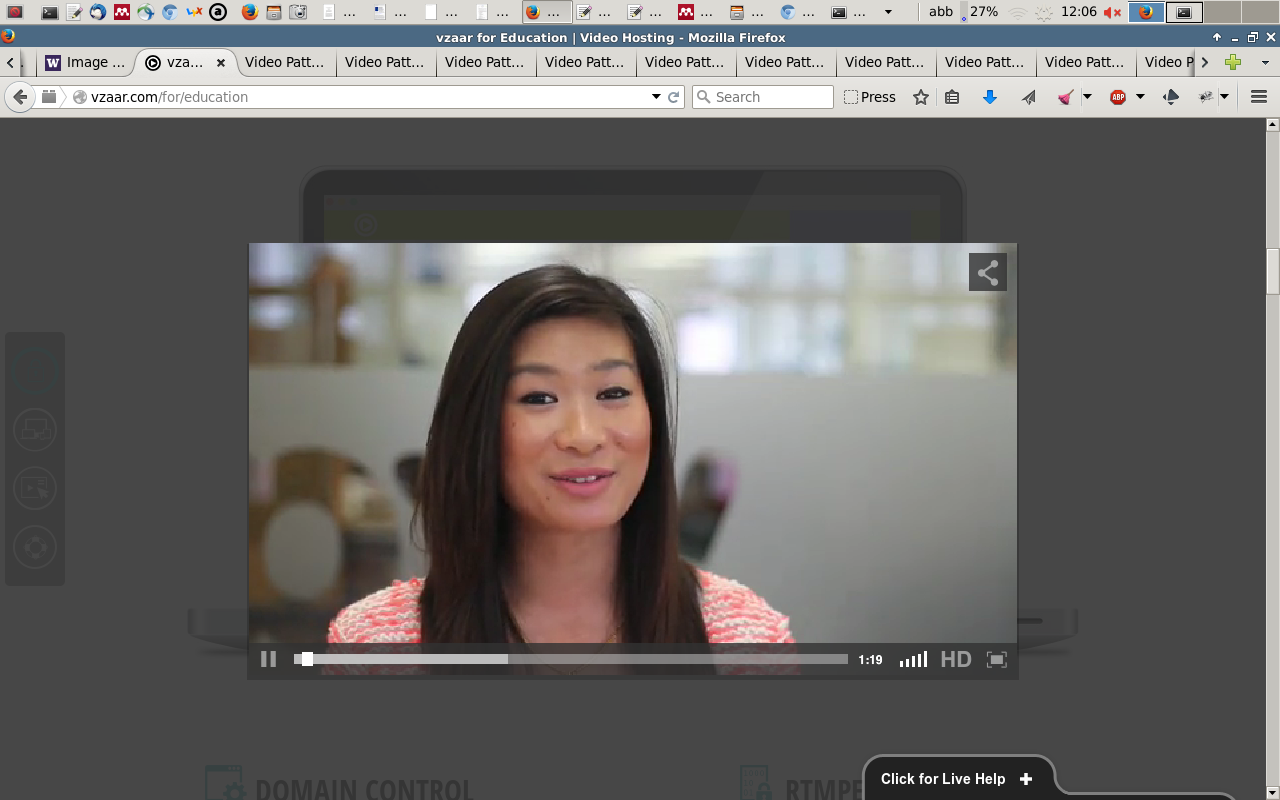 ... ... ... ... ... ... ... ... ... ... ... abb 27% 12:06
vzaar for Education | Video Hosting - Mozilla Firefox
Image ... vza... Video Patt... Video Patt... Video Patt... Video Patt... Video Patt... Video Patt... Video Patt... Video Patt... Video Patt... Video P
vzaar.com/for/education Search Press ABP
1:19 HD
DOMAIN CONTROL RTMPE
Click for Live Help